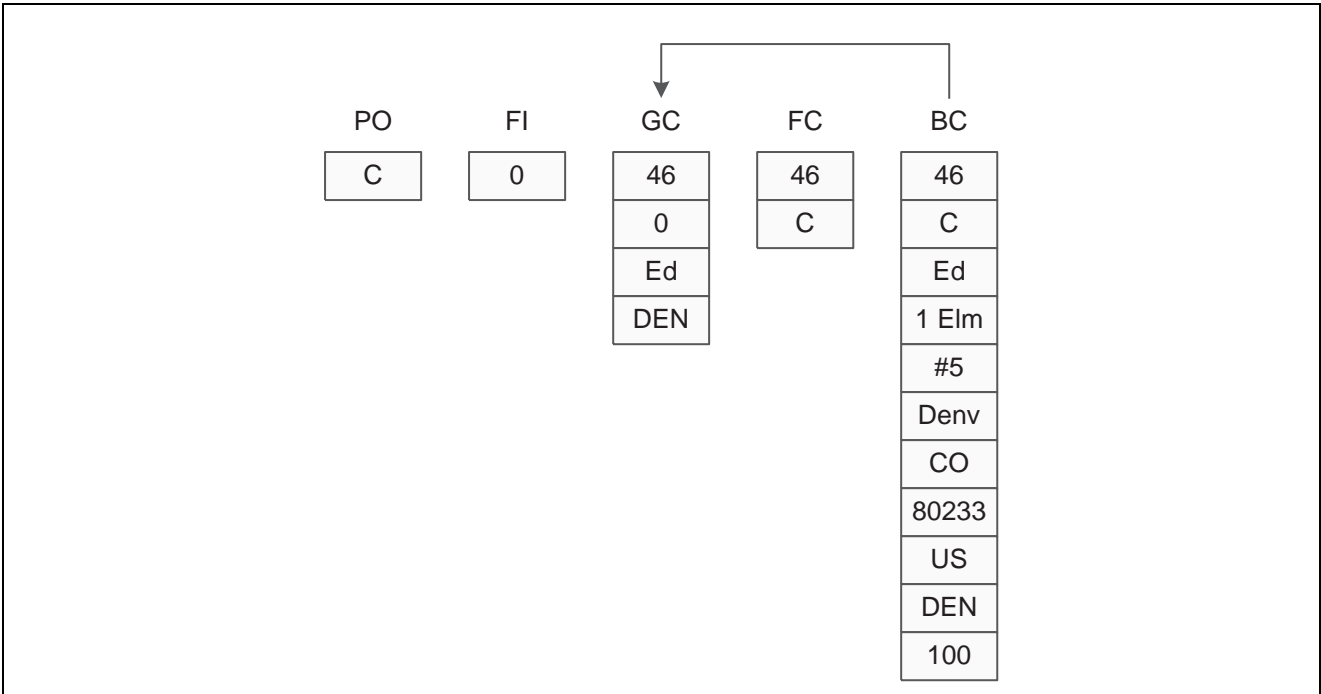 PO FI GC FC BC
C 0 46 46 46
0 C C
Ed Ed
DEN 1 Elm
#5
Denv
CO
80233
US
DEN
100